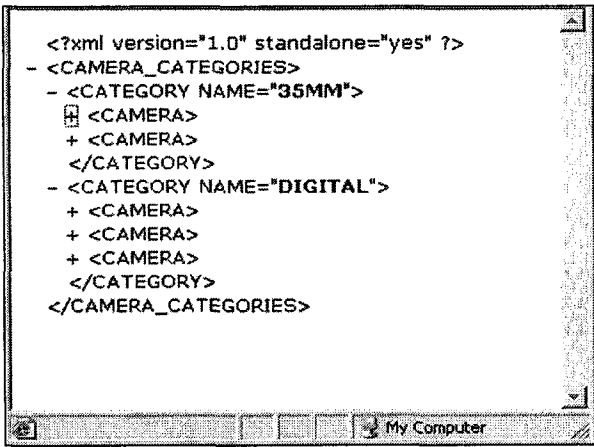 <?xml version="1.0" standalone="yes" ?>
- <CAMERA_CATEGORIES>
- <CATEGORY NAME="35MM">
+ <CAMERA>
+ <CAMERA>
</CATEGORY>
- <CATEGORY NAME="DIGITAL">
+ <CAMERA>
+ <CAMERA>
+ <CAMERA>
</CATEGORY>
</CAMERA_CATEGORIES>
My Computer